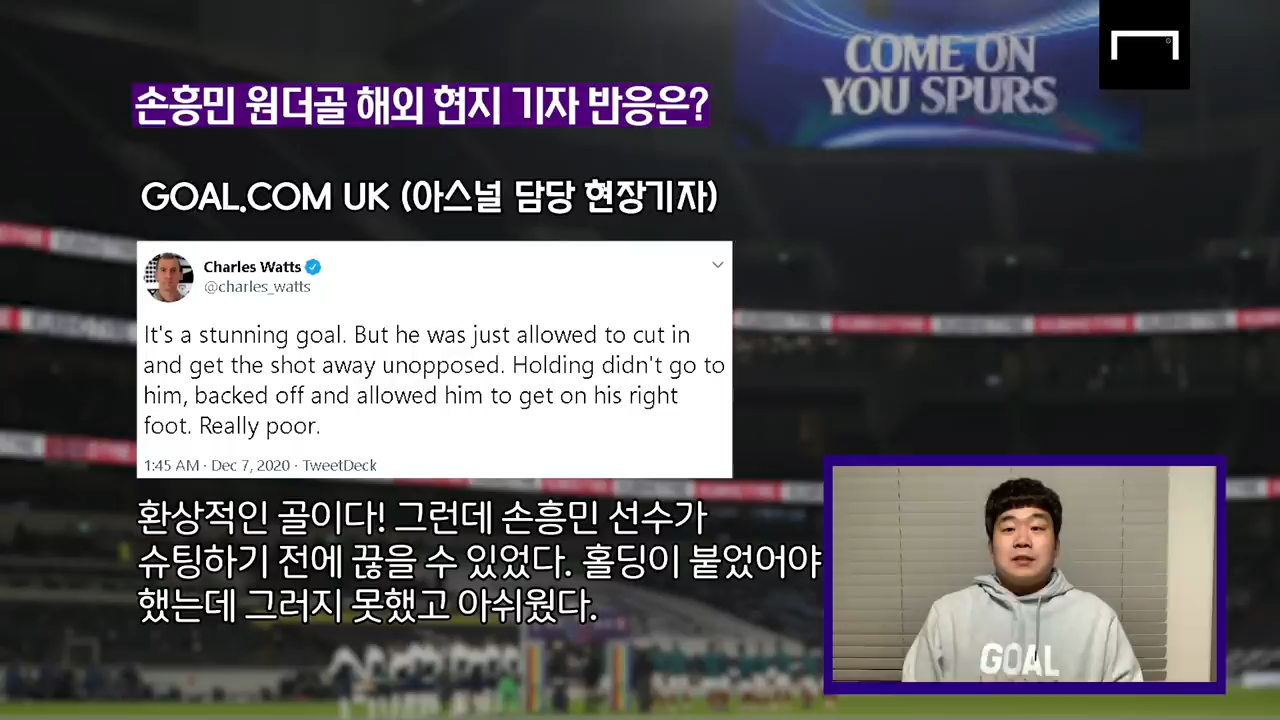 COME ON
YOU SPURS
손흥민 원더골 해외 현지 기자 반응은?
GOAL.COM UK (아스널 담당 현장기자)
Charles Watts
@charles_watts
It's a stunning goal. But he was just allowed to cut in
and get the shot away unopposed. Holding didn't go to
him, backed off and allowed him to get on his right
foot. Really poor.
1:45 AM · Dec 7, 2020 · TweetDeck
환상적인 골이다! 그런데 손흥민 선수가
슈팅하기 전에 끊을 수 있었다. 홀딩이 붙었어야
했는데 그러지 못했고 아쉬웠다.
GOAL